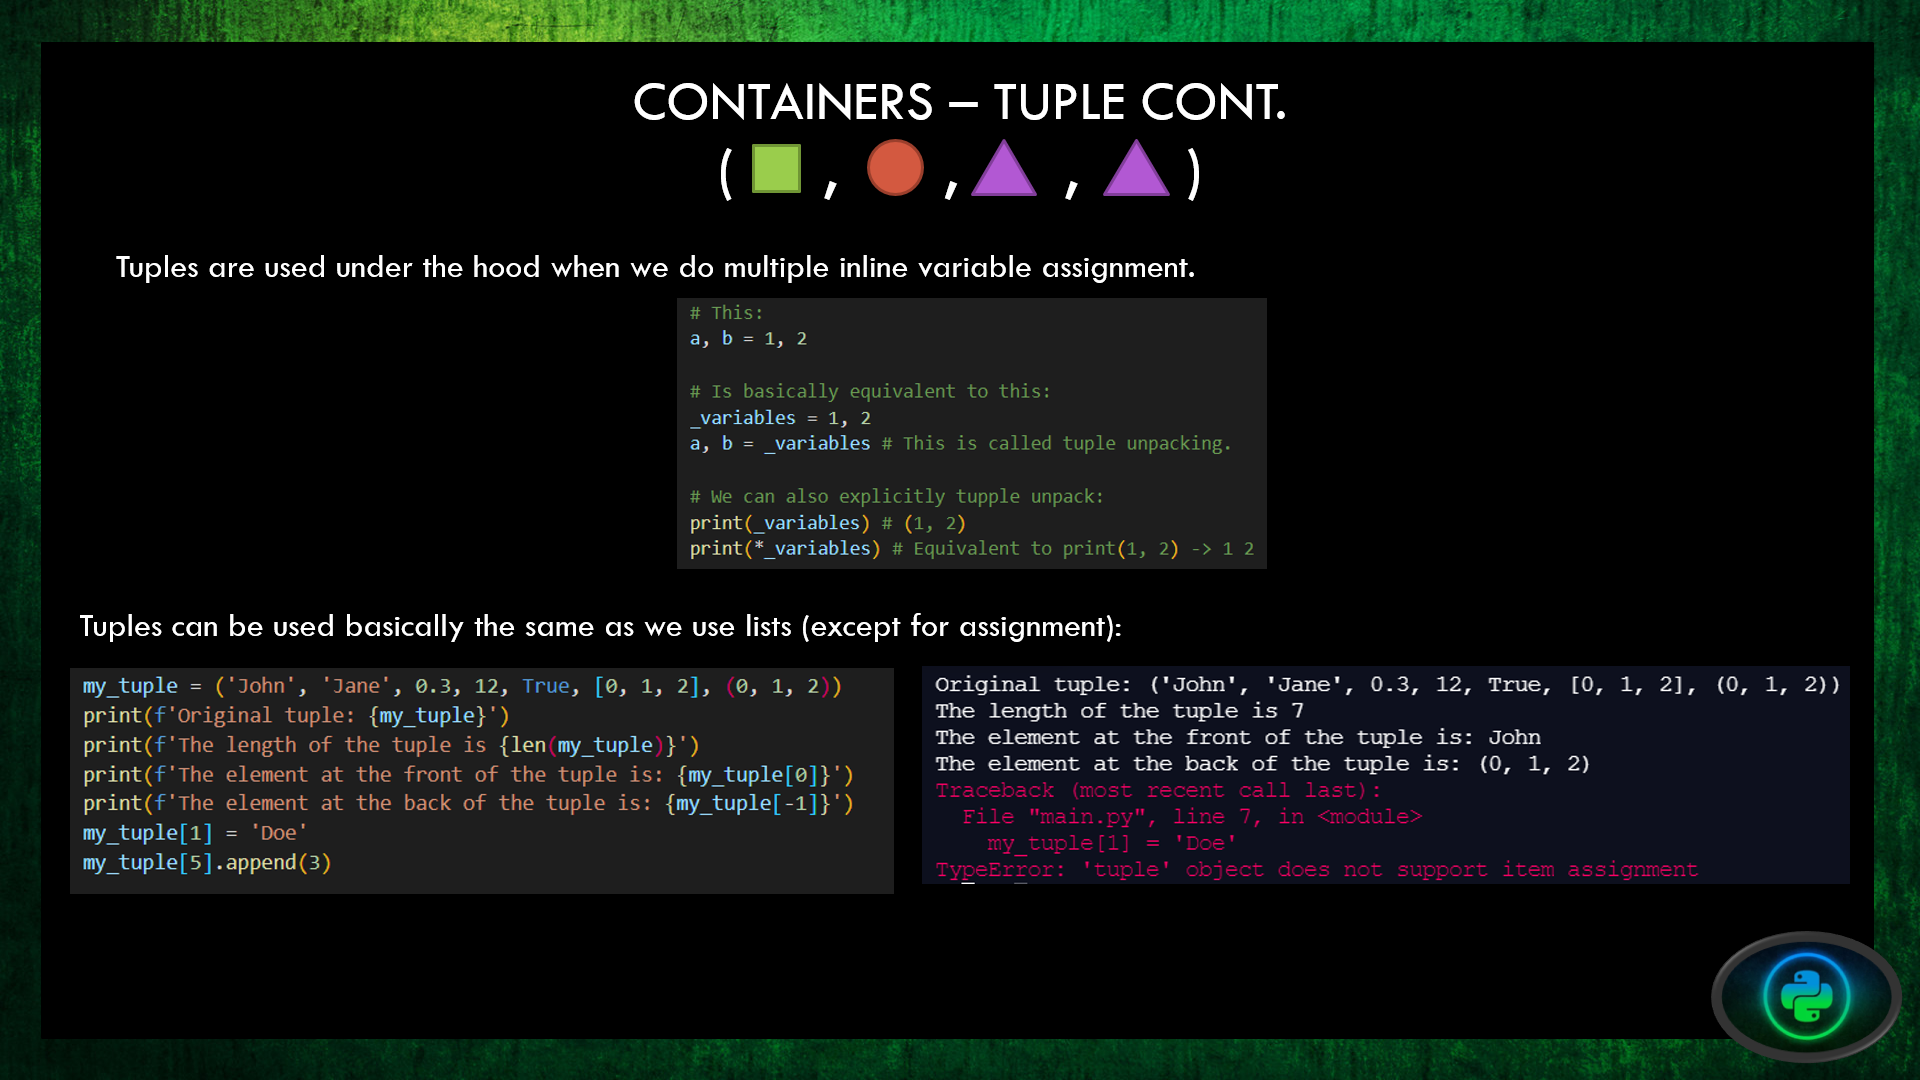 CONTAINERS – TUPLE CONT.
( , , , )
Tuples are used under the hood when we do multiple inline variable assignment.
# This:
a, b = 1, 2
# Is basically equivalent to this:
_variables = 1, 2
a, b = _variables # This is called tuple unpacking.
# We can also explicitly tupple unpack:
print(_variables) # (1, 2)
print(*_variables) # Equivalent to print(1, 2) -> 1 2
Tuples can be used basically the same as we use lists (except for assignment):
my_tuple = ('John', 'Jane', 0.3, 12, True, [0, 1, 2], (0, 1, 2))
print(f'Original tuple: {my_tuple}')
print(f'The length of the tuple is {len(my_tuple)}')
print(f'The element at the front of the tuple is: {my_tuple[0]}')
print(f'The element at the back of the tuple is: {my_tuple[-1]}')
my_tuple[1] = 'Doe'
my_tuple[5].append(3)
Original tuple: ('John', 'Jane', 0.3, 12, True, [0, 1, 2], (0, 1, 2))
The length of the tuple is 7
The element at the front of the tuple is: John
The element at the back of the tuple is: (0, 1, 2)
Traceback (most recent call last):
File "main.py", line 7, in <module>
my_tuple[1] = 'Doe'
TypeError: 'tuple' object does not support item assignment